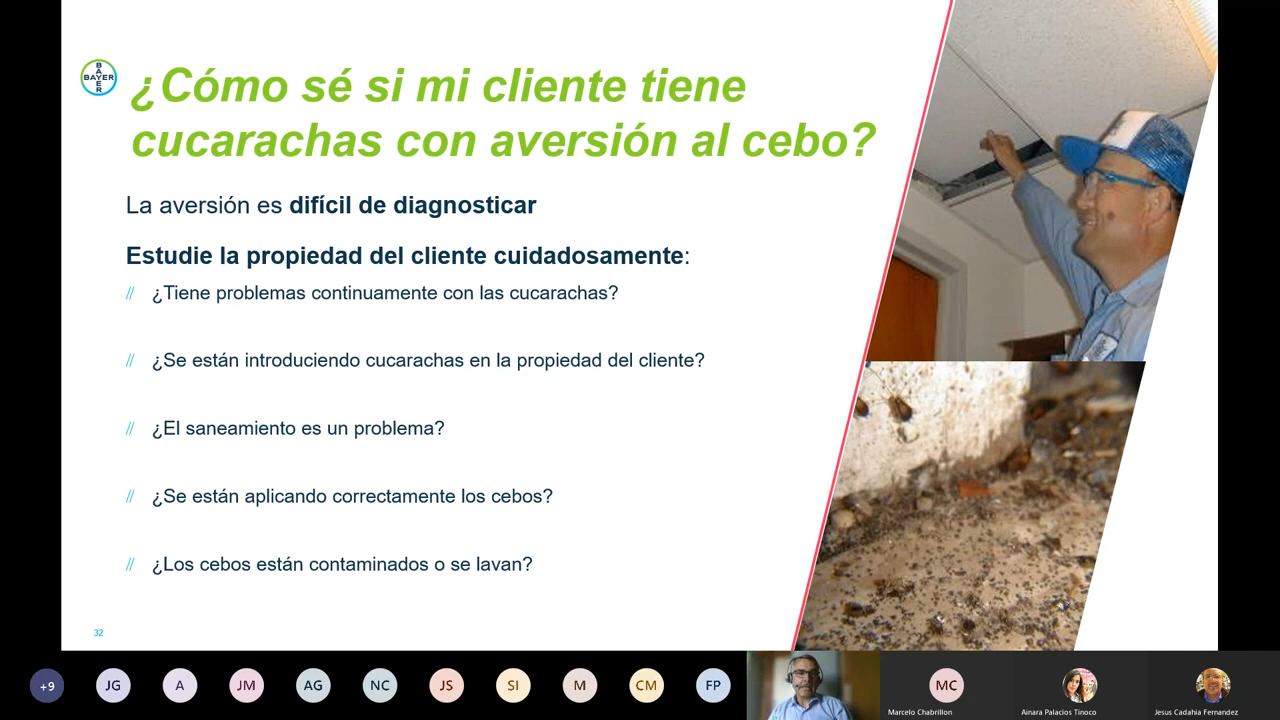 BAYER
BAYER
¿Cómo sé si mi cliente tiene
cucarachas con aversión al cebo?
La aversión es difícil de diagnosticar
Estudie la propiedad del cliente cuidadosamente:
// ¿Tiene problemas continuamente con las cucarachas?
// ¿Se están introduciendo cucarachas en la propiedad del cliente?
// ¿El saneamiento es un problema?
// ¿Se están aplicando correctamente los cebos?
// ¿Los cebos están contaminados o se lavan?
32
+9 JG A JM AG NC JS SI M CM FP MC
Marcelo Chabrillon Ainara Palacios Tinoco Jesus Cadahia Fernandez